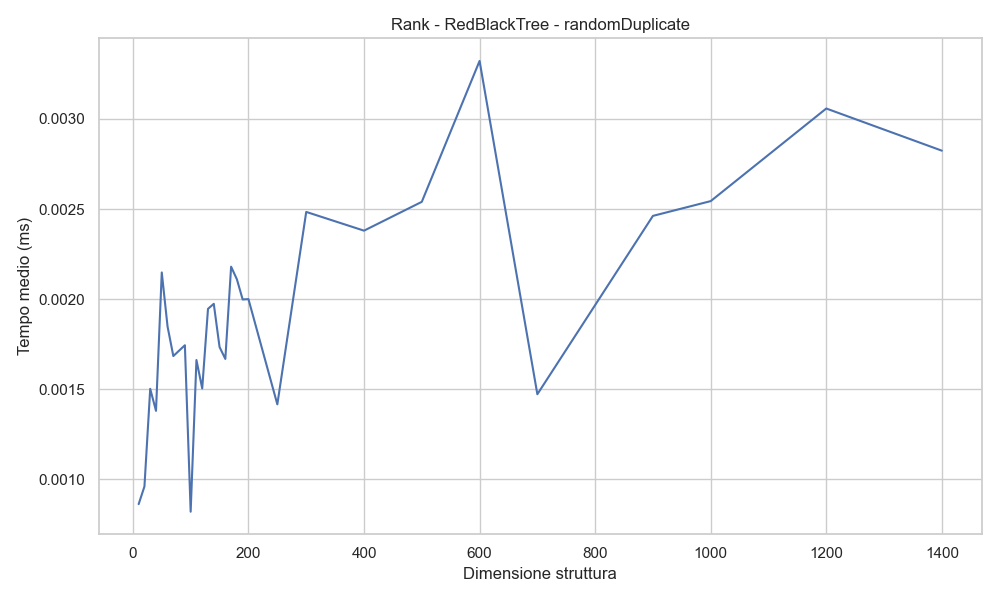 Rank - RedBlackTree - randomDuplicate
0.0030
0.0025
0.0020
0.0015
0.0010
Tempo medio (ms)
0 200 400 600 800 1000 1200 1400
Dimensione struttura